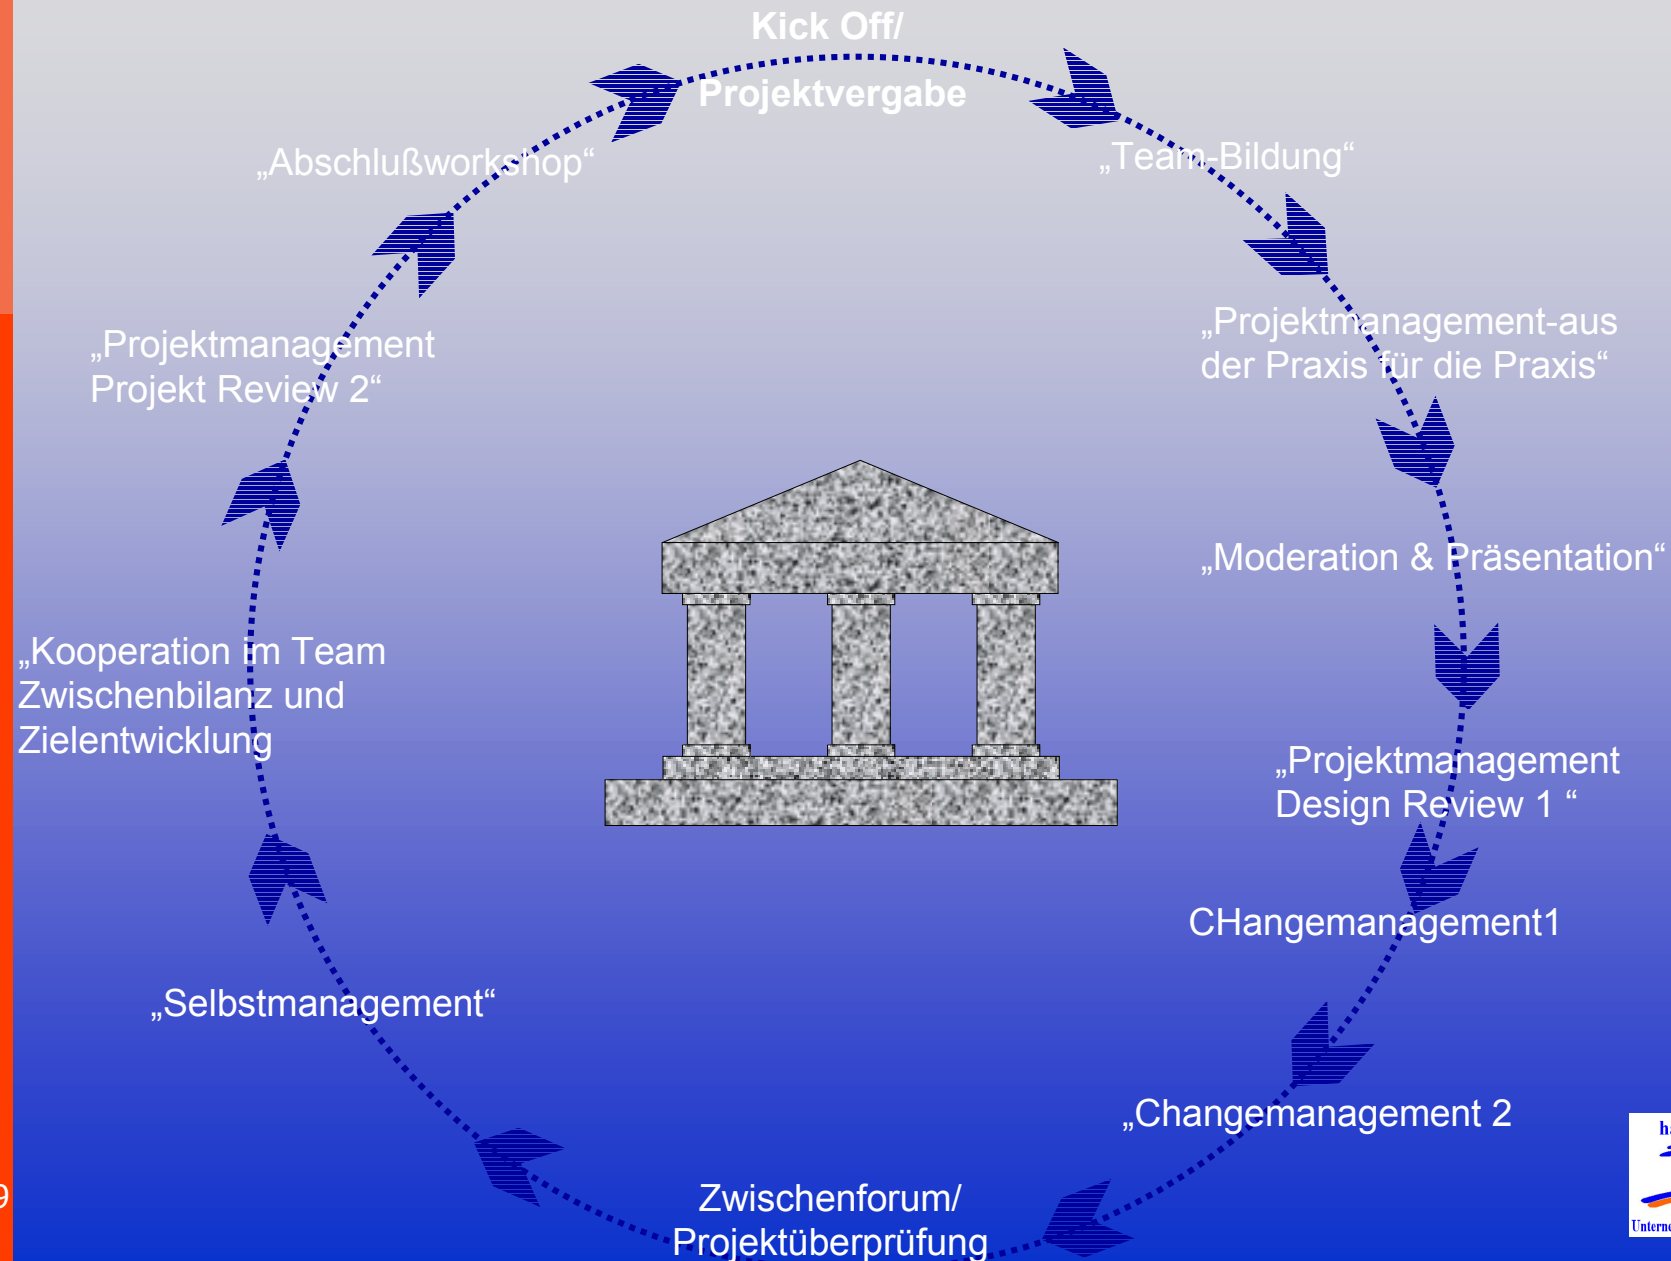 Kick Off/
Projektvergabe
„Team-Bildung“
„Projektmanagement-aus
der Praxis für die Praxis“
„Moderation & Präsentation“
„Projektmanagement
Design Review 1 “
CHangemanagement1
„Changemanagement 2
Zwischenforum/
Projektüberprüfung
„Selbstmanagement“
„Kooperation im Team
Zwischenbilanz und
Zielentwicklung
„Projektmanagement
Projekt Review 2“
„Abschlußworkshop“
9